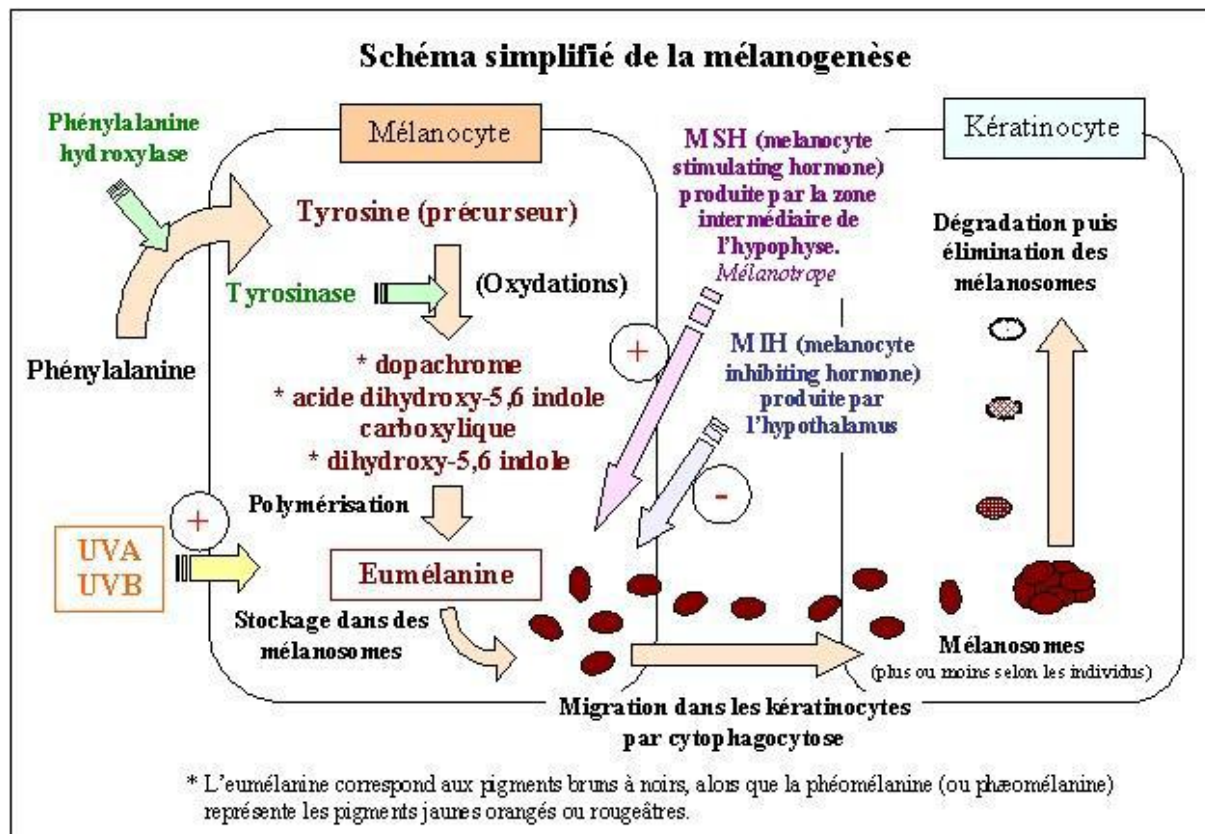 Schéma simplifié de la mélanogenèse
Phénylalanine
hydroxylase
Mélanocyte
Kératinocyte
MSH (melanocyte
stimulating hormone)
produite par la zone
intermédiaire de
l'hypophyse.
Mélanotrope
Tyrosine (précurseur)
Dégradation puis
élimination des
mélanosomes
Tyrosinase
(Oxydations)
+
Phénylalanine
* dopachrome
* acide dihydroxy-5,6 indole
carboxylique
* dihydroxy-5,6 indole
MIH (melanocyte
inhibiting hormone)
produite par
l'hypothalamus
Polymérisation
-
+
UVA
UVB
Eumélanine
Stockage dans des
mélanosomes
Mélanosomes
(plus ou moins selon les individus)
Migration dans les kératinocytes
par cytophagocytose
* L'eumélanine correspond aux pigments bruns à noirs, alors que la phéomélanine (ou phæomélanine)
représente les pigments jaunes orangés ou rougeâtres.